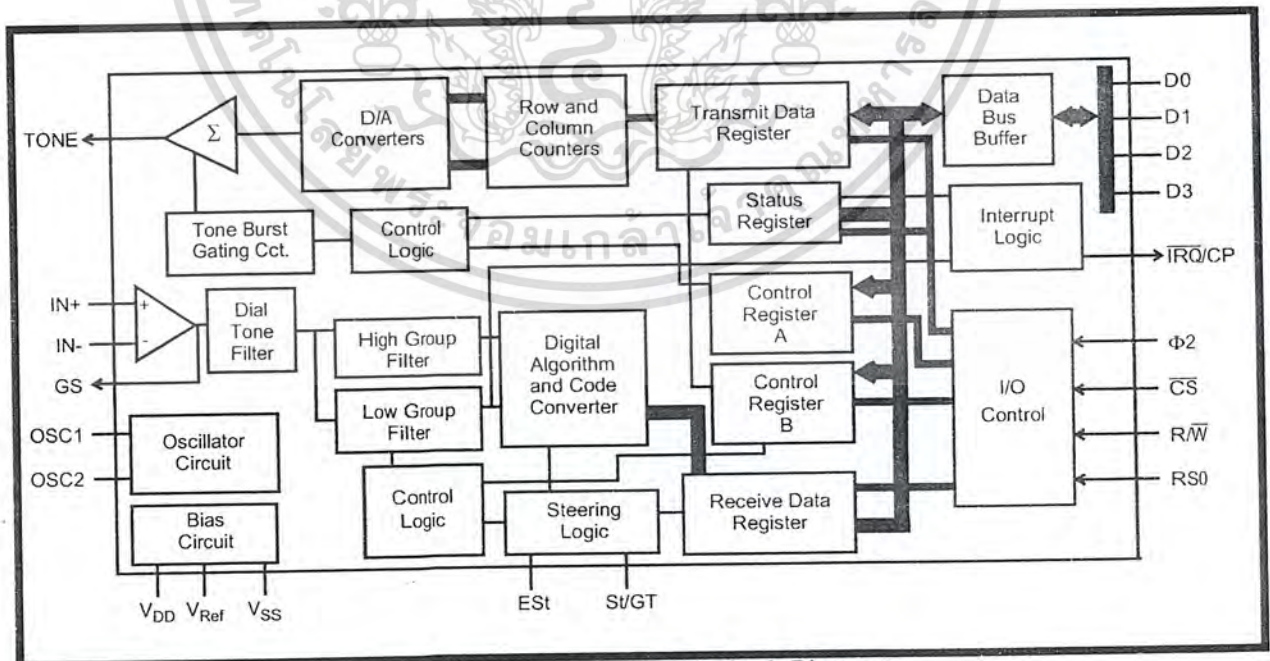 TONE
Σ
D/A
Converters
Row and
Column
Counters
Transmit Data
Register
Data
Bus
Buffer
D0
D1
D2
D3
Tone Burst
Gating Cct.
Control
Logic
Status
Register
Interrupt
Logic
IRQ/CP
IN+
IN-
GS
+
-
Dial
Tone
Filter
High Group
Filter
Low Group
Filter
Digital
Algorithm
and Code
Converter
Control
Register
A
Control
Register
B
I/O
Control
Φ2
CS
R/W
RS0
OSC1
OSC2
Oscillator
Circuit
Bias
Circuit
Control
Logic
Steering
Logic
Receive Data
Register
VDD
VRef
VSS
ESt
St/GT